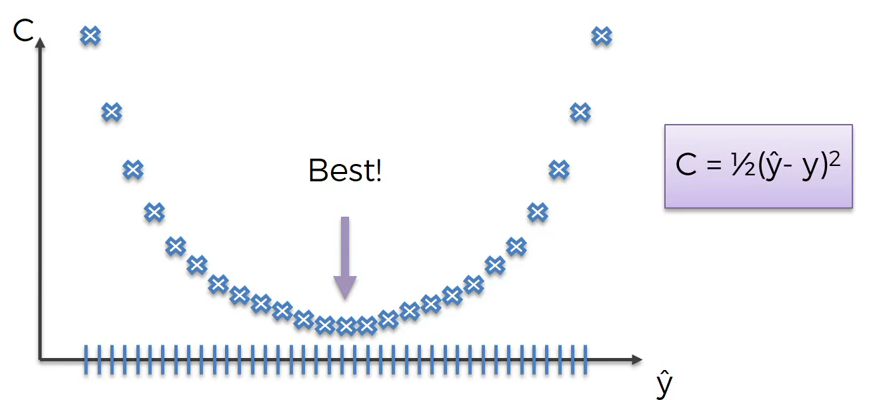 C
Best!
C = ½(ŷ- y)²
ŷ